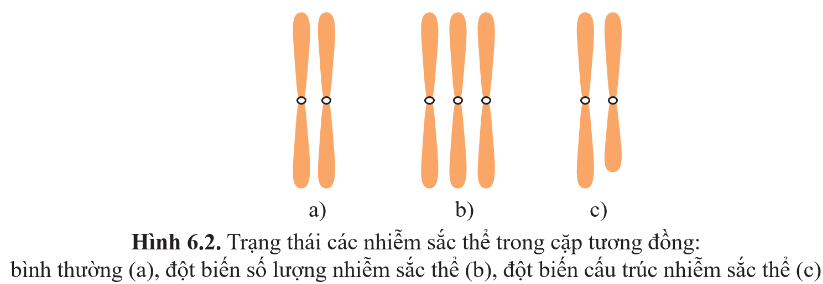 a) b) c)
Hình 6.2. Trạng thái các nhiễm sắc thể trong cặp tương đồng:
bình thường (a), đột biến số lượng nhiễm sắc thể (b), đột biến cấu trúc nhiễm sắc thể (c)